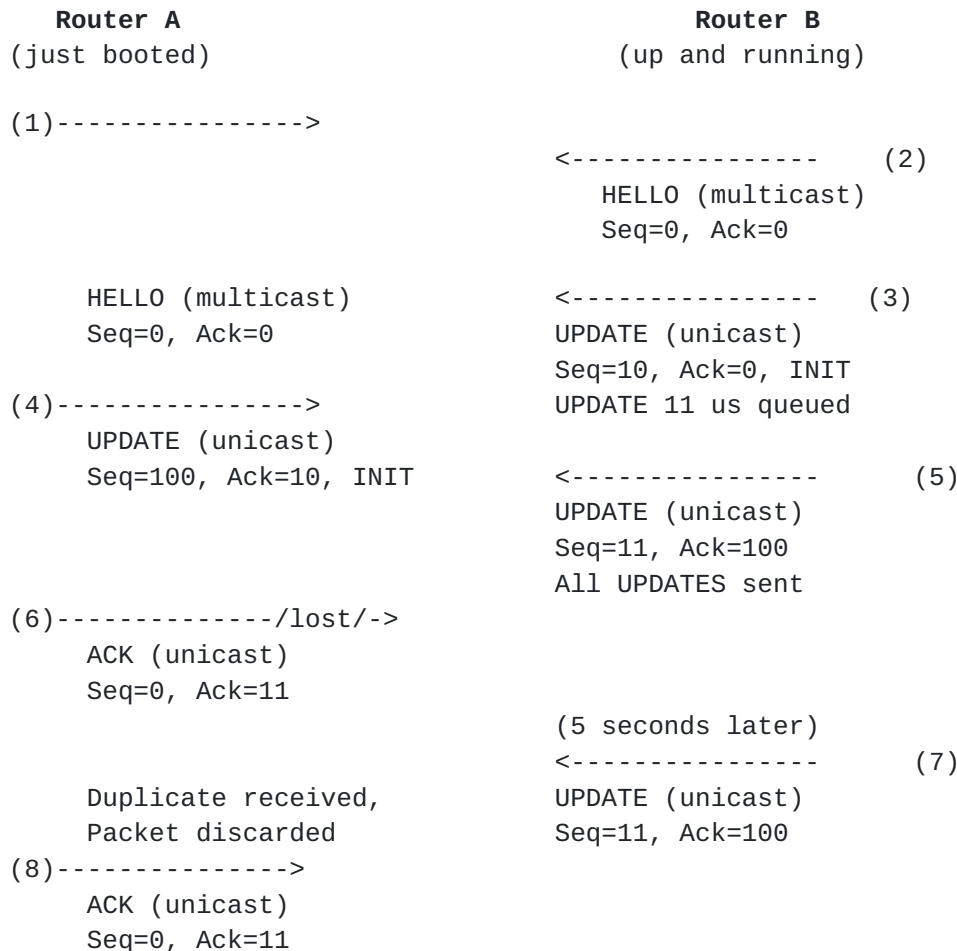 Router A                                   Router B
(just booted)                          (up and running)
(1)---------------->
<---------------- (2)
HELLO (multicast)
Seq=0, Ack=0
HELLO (multicast)             <---------------- (3)
Seq=0, Ack=0                  UPDATE (unicast)
Seq=10, Ack=0, INIT
(4)---------------->                UPDATE 11 us queued
UPDATE (unicast)
Seq=100, Ack=10, INIT         <---------------- (5)
UPDATE (unicast)
Seq=11, Ack=100
All UPDATES sent
(6)--------------/lost/->
ACK (unicast)
Seq=0, Ack=11
(5 seconds later)
<---------------- (7)
Duplicate received,           UPDATE (unicast)
Packet discarded              Seq=11, Ack=100
(8)--------------->
ACK (unicast)
Seq=0, Ack=11